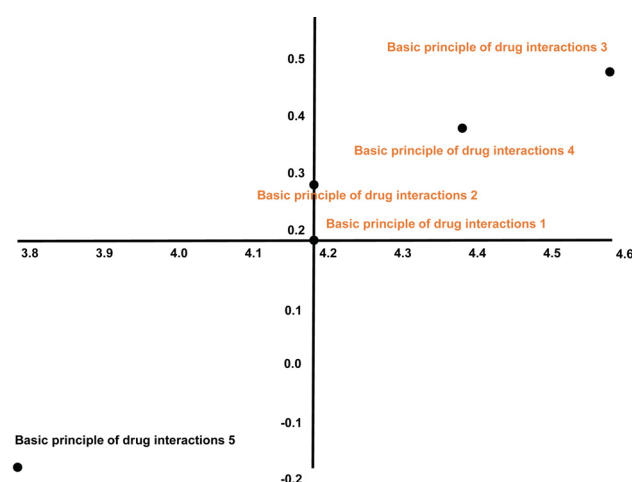 Basic principle of drug interactions 3
0.5
0.4
Basic principle of drug interactions 4
0.3
Basic principle of drug interactions 2
Basic principle of drug interactions 1
0.2
3.8 3.9 4.0 4.1 4.2 4.3 4.4 4.5 4.6
0.1
0.0
-0.1
Basic principle of drug interactions 5
-0.2